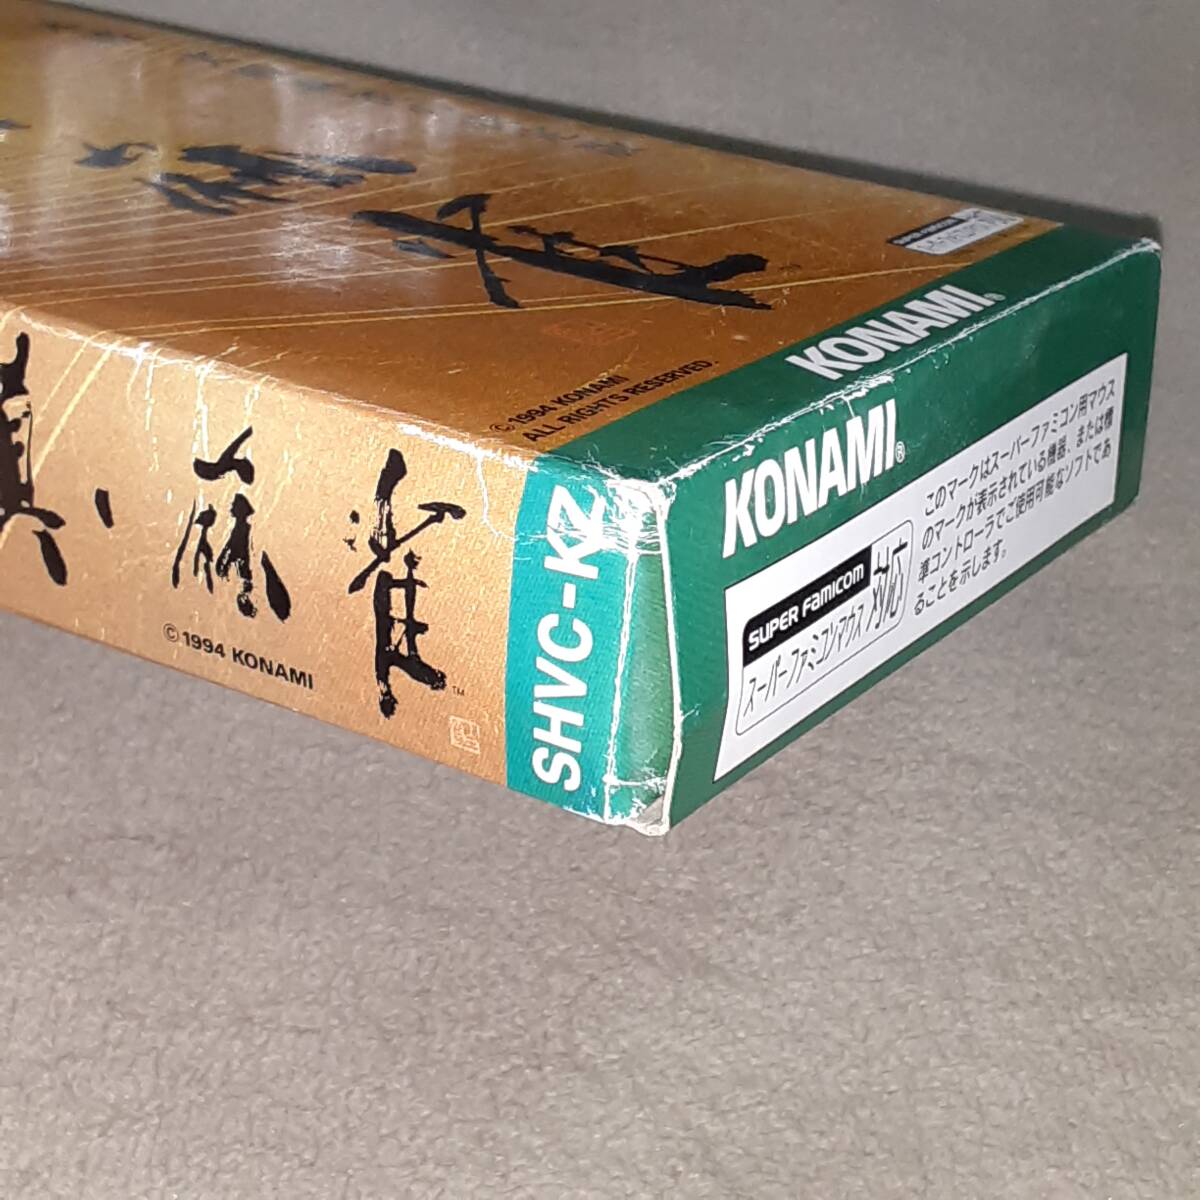 雀
© 1994 KONAMI
ALL RIGHTS RESERVED.
KONAMI®
真・麻雀™
© 1994 KONAMI
SHVC-KZ
KONAMI®
SUPER Famicom
スーパーファミコンマウス
対応
このマークはスーパーファミコン用マウス
のマークが表示されている機器、または標
準コントローラでご使用可能なソフトであ
ることを示します。